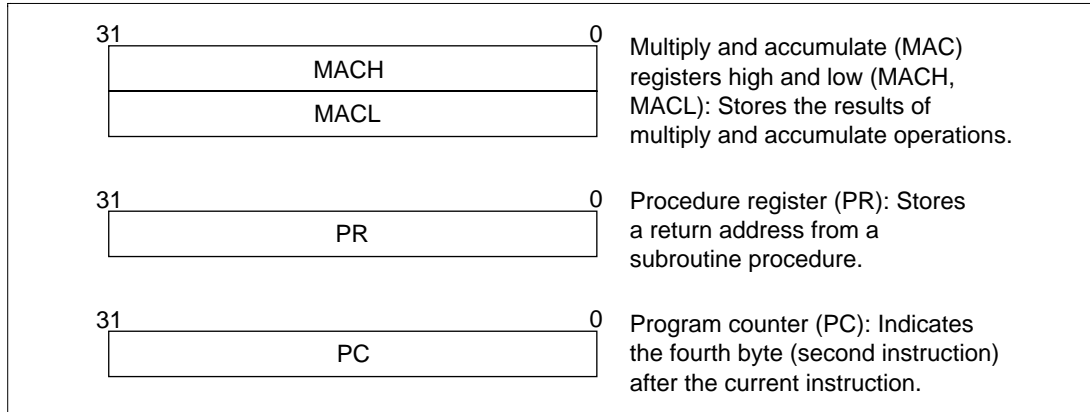 31 0
MACH
MACL
Multiply and accumulate (MAC)
registers high and low (MACH,
MACL): Stores the results of
multiply and accumulate operations.
31 0
PR
Procedure register (PR): Stores
a return address from a
subroutine procedure.
31 0
PC
Program counter (PC): Indicates
the fourth byte (second instruction)
after the current instruction.